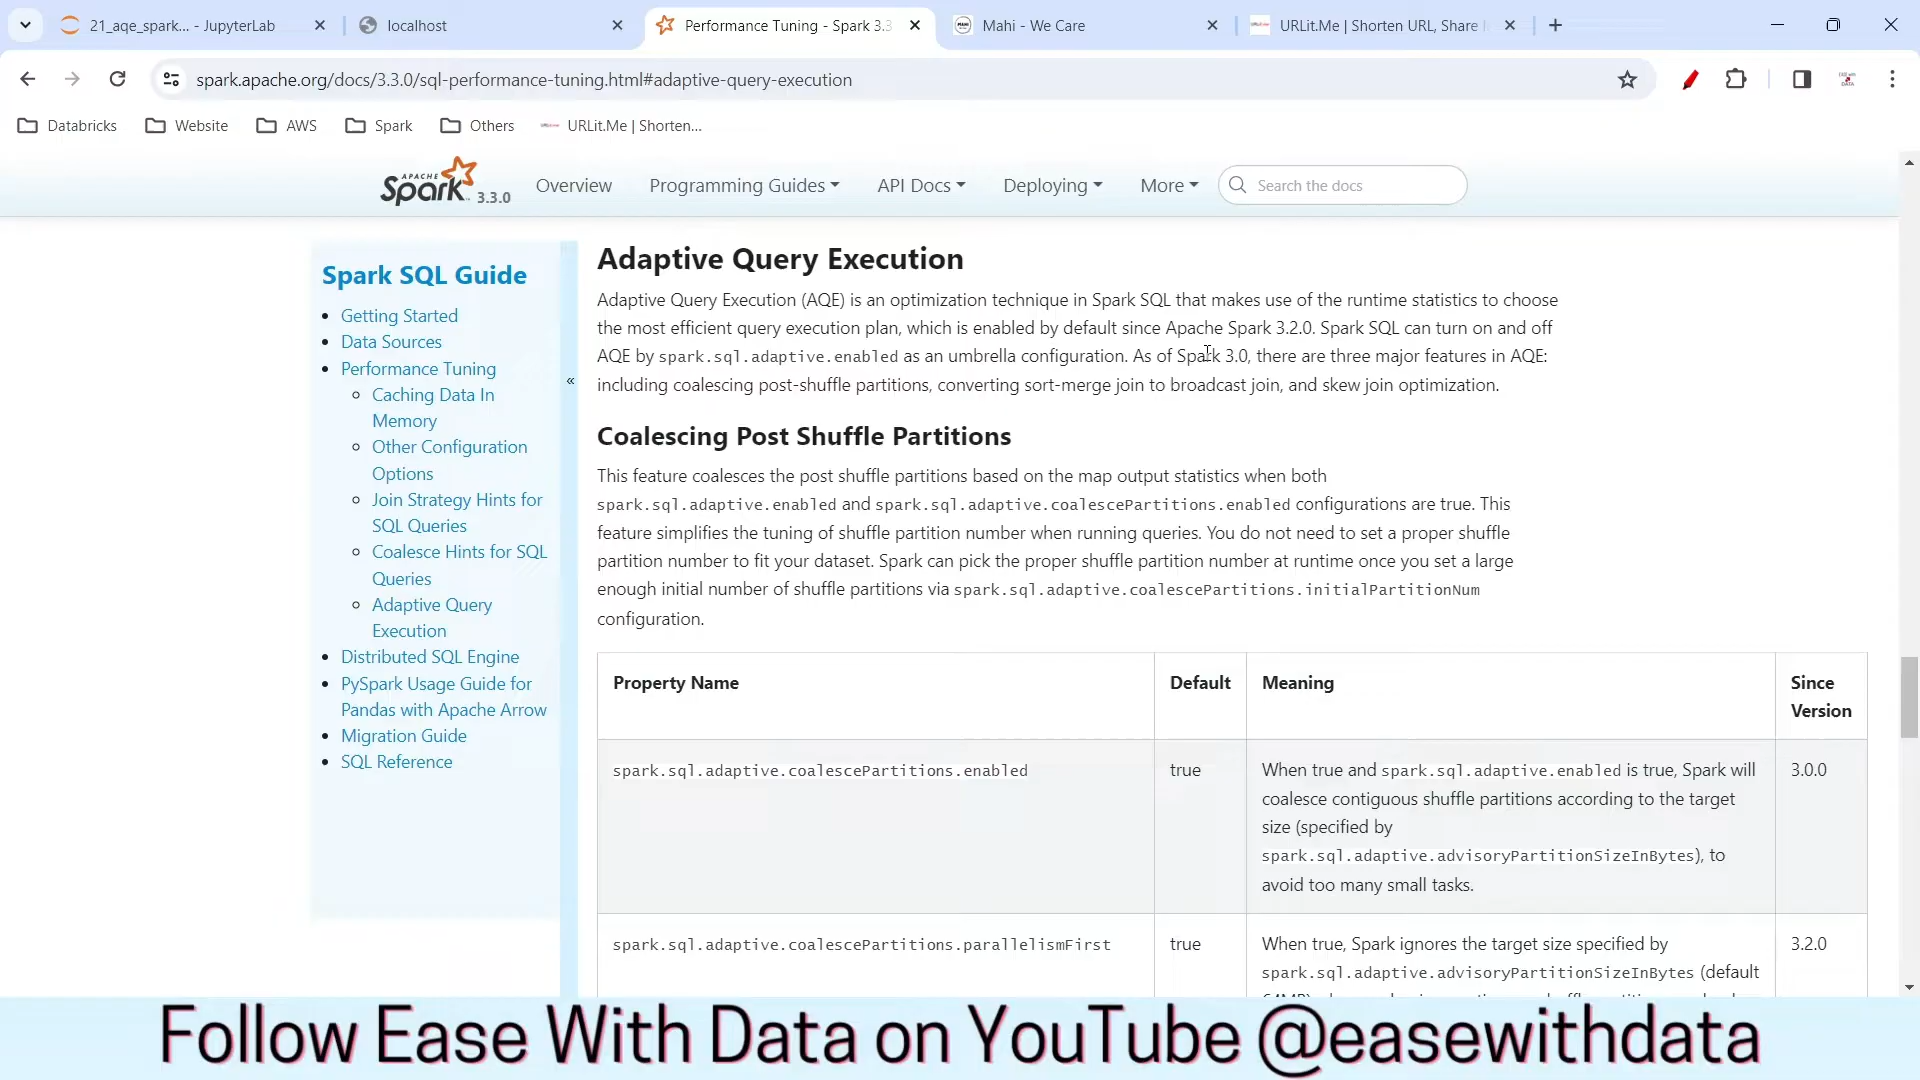 21_aqe_spark... - JupyterLab
localhost
Performance Tuning - Spark 3.3
Mahi - We Care
URLit.Me | Shorten URL, Share
spark.apache.org/docs/3.3.0/sql-performance-tuning.html#adaptive-query-execution
Databricks
Website
AWS
Spark
Others
URLit.Me | Shorten...
APACHE
Spark 3.3.0
Overview
Programming Guides
API Docs
Deploying
More
Search the docs
Spark SQL Guide
Getting Started
Data Sources
Performance Tuning
Caching Data In
Memory
Other Configuration
Options
Join Strategy Hints for
SQL Queries
Coalesce Hints for SQL
Queries
Adaptive Query
Execution
Distributed SQL Engine
PySpark Usage Guide for
Pandas with Apache Arrow
Migration Guide
SQL Reference
«
Adaptive Query Execution
Adaptive Query Execution (AQE) is an optimization technique in Spark SQL that makes use of the runtime statistics to choose
the most efficient query execution plan, which is enabled by default since Apache Spark 3.2.0. Spark SQL can turn on and off
AQE by spark.sql.adaptive.enabled as an umbrella configuration. As of Spark 3.0, there are three major features in AQE:
including coalescing post-shuffle partitions, converting sort-merge join to broadcast join, and skew join optimization.
Coalescing Post Shuffle Partitions
This feature coalesces the post shuffle partitions based on the map output statistics when both
spark.sql.adaptive.enabled and spark.sql.adaptive.coalescePartitions.enabled configurations are true. This
feature simplifies the tuning of shuffle partition number when running queries. You do not need to set a proper shuffle
partition number to fit your dataset. Spark can pick the proper shuffle partition number at runtime once you set a large
enough initial number of shuffle partitions via spark.sql.adaptive.coalescePartitions.initialPartitionNum
configuration.
Property Name
Default
Meaning
Since
Version
spark.sql.adaptive.coalescePartitions.enabled
true
When true and spark.sql.adaptive.enabled is true, Spark will
coalesce contiguous shuffle partitions according to the target
size (specified by
spark.sql.adaptive.advisoryPartitionSizeInBytes), to
avoid too many small tasks.
3.0.0
spark.sql.adaptive.coalescePartitions.parallelismFirst
true
When true, Spark ignores the target size specified by
spark.sql.adaptive.advisoryPartitionSizeInBytes (default
3.2.0
Follow Ease With Data on YouTube @easewithdata